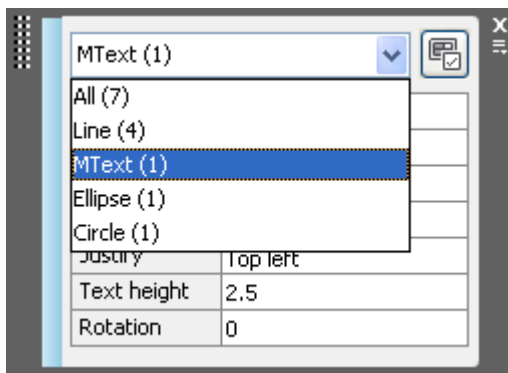 MText (1)
All (7)
Line (4)
MText (1)
Ellipse (1)
Circle (1)
Justify Top left
Text height 2.5
Rotation 0